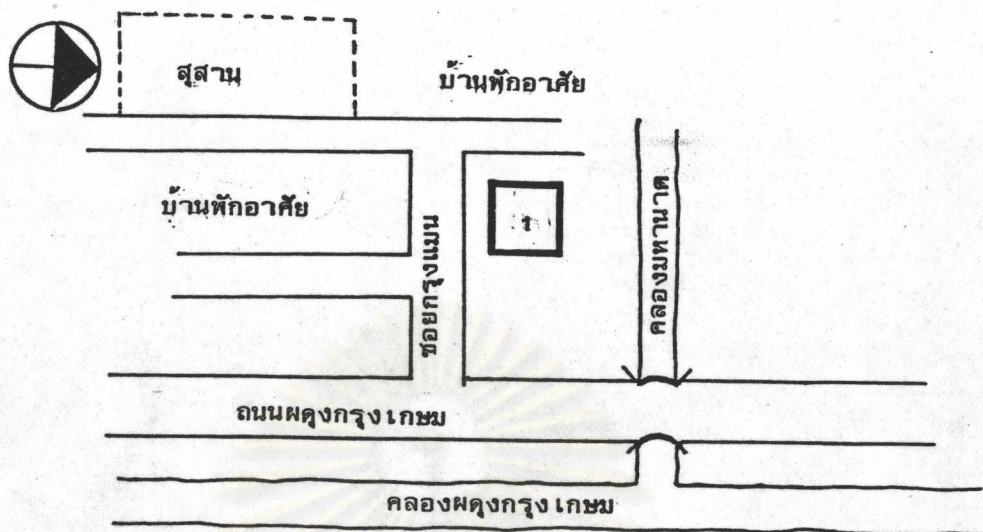 สุสาน
บ้านพักอาศัย
บ้านพักอาศัย
ซอยกรุงแมน
1
คลองมหานาค
ถนนผดุงกรุงเกษม
คลองผดุงกรุงเกษม